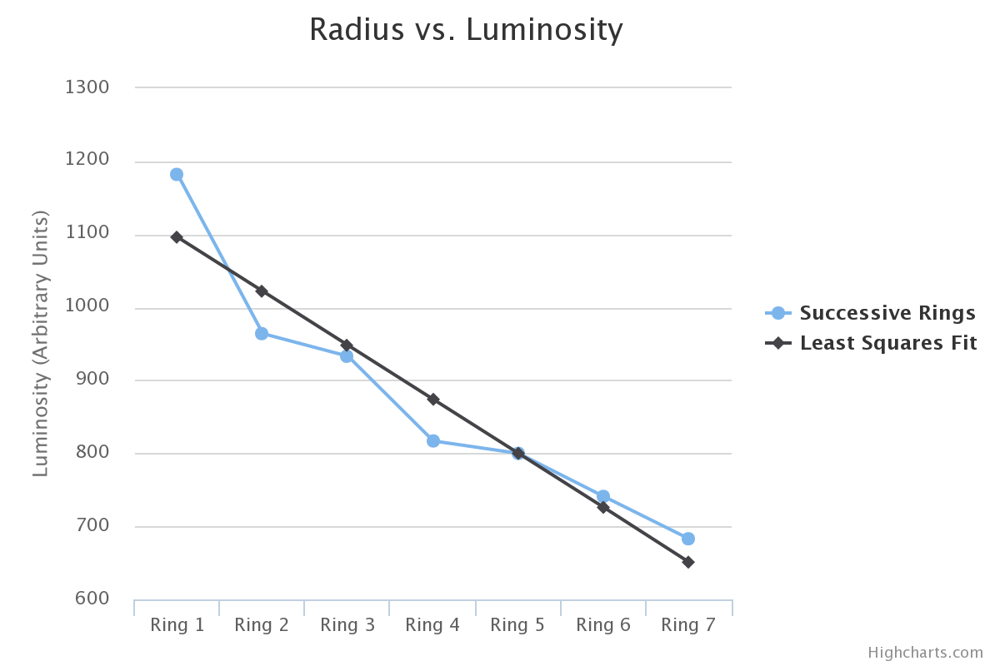 Radius vs. Luminosity
Luminosity (Arbitrary Units)
1300
1200
1100
1000
900
800
700
600
Ring 1
Ring 2
Ring 3
Ring 4
Ring 5
Ring 6
Ring 7
Successive Rings
Least Squares Fit
Highcharts.com